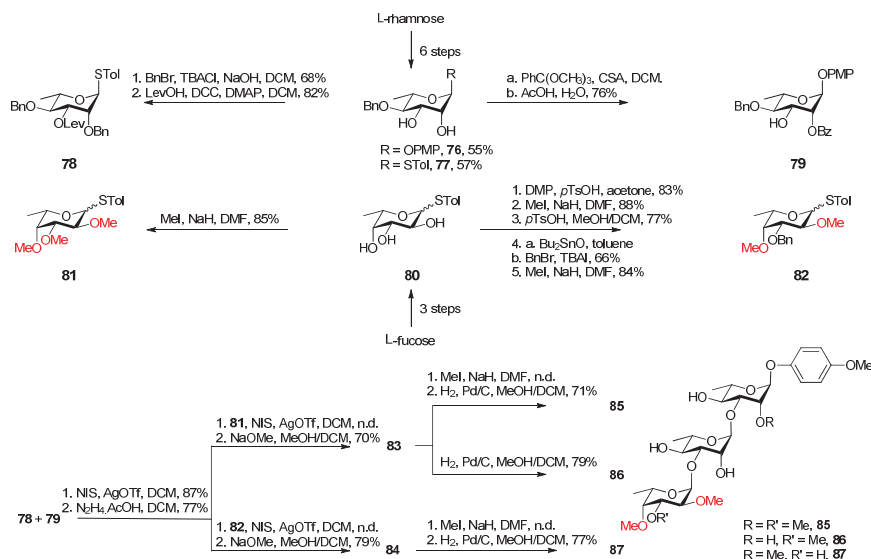 L-rhamnose
6 steps
1. BnBr, TBACl, NaOH, DCM, 68%
2. LevOH, DCC, DMAP, DCM, 82%
a. PhC(OCH₃)₃, CSA, DCM.
b. AcOH, H₂O, 76%
STol
O
BnO
OLev
OBn
78
R
O
BnO
HO
OH
R = OPMP, 76, 55%
R = STol, 77, 57%
OPMP
O
BnO
HO
OBz
79
STol
O
OMe
MeO
OMe
81
MeI, NaH, DMF, 85%
STol
O
OH
HO
OH
80
1. DMP, pTsOH, acetone, 83%
2. MeI, NaH, DMF, 88%
3. pTsOH, MeOH/DCM, 77%
4. a. Bu₂SnO, toluene
b. BnBr, TBAI, 66%
5. MeI, NaH, DMF, 84%
STol
O
OMe
MeO
OBn
82
3 steps
L-fucose
78 + 79
1. NIS, AgOTf, DCM, 87%
2. N₂H₄.AcOH, DCM, 77%
1. 81, NIS, AgOTf, DCM, n.d.
2. NaOMe, MeOH/DCM, 70%
83
1. MeI, NaH, DMF, n.d.
2. H₂, Pd/C, MeOH/DCM, 71%
85
H₂, Pd/C, MeOH/DCM, 79%
86
1. 82, NIS, AgOTf, DCM, n.d.
2. NaOMe, MeOH/DCM, 79%
84
1. MeI, NaH, DMF, n.d.
2. H₂, Pd/C, MeOH/DCM, 77%
87
OMe
O
O
HO
OR
O
O
HO
OH
O
O
OMe
MeO
OR'
R = R' = Me, 85
R = H, R' = Me, 86
R = Me, R' = H, 87